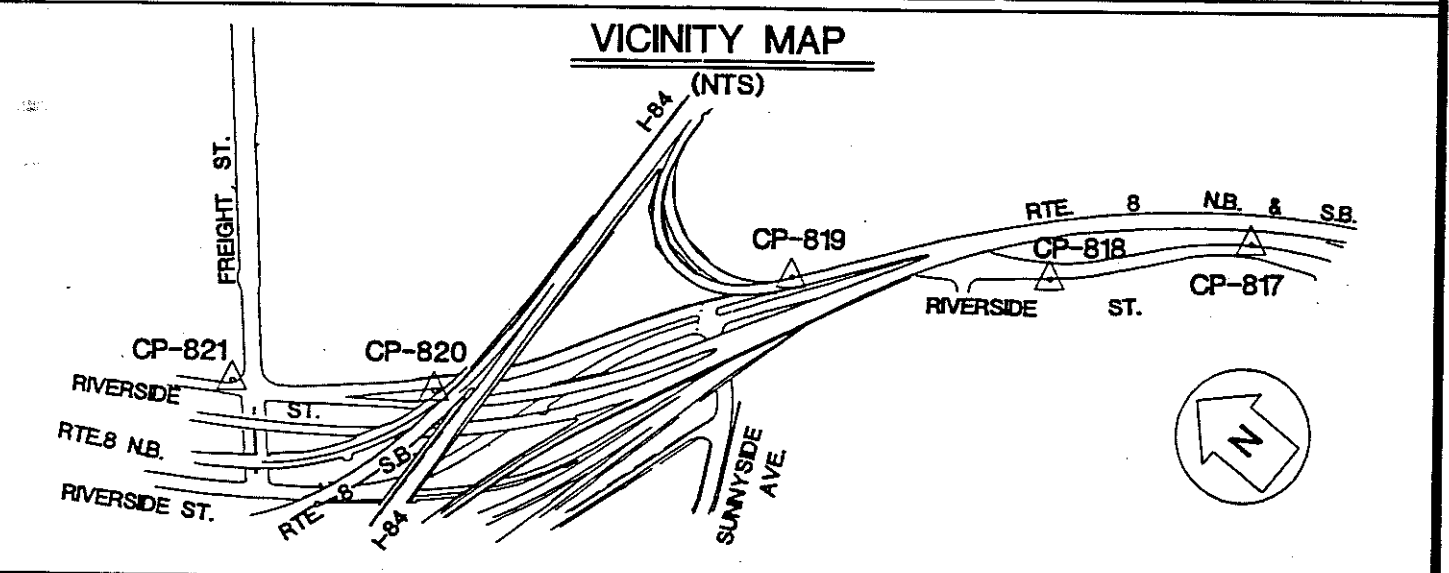 VICINITY MAP
(NTS)
I-84
FREIGHT ST.
RTE. 8 N.B. & S.B.
CP-819
CP-818
CP-817
RIVERSIDE ST.
CP-821
CP-820
RIVERSIDE ST.
RTE.8 N.B.
RIVERSIDE ST.
RTE. 8 S.B.
I-84
SUNNYSIDE AVE.
N